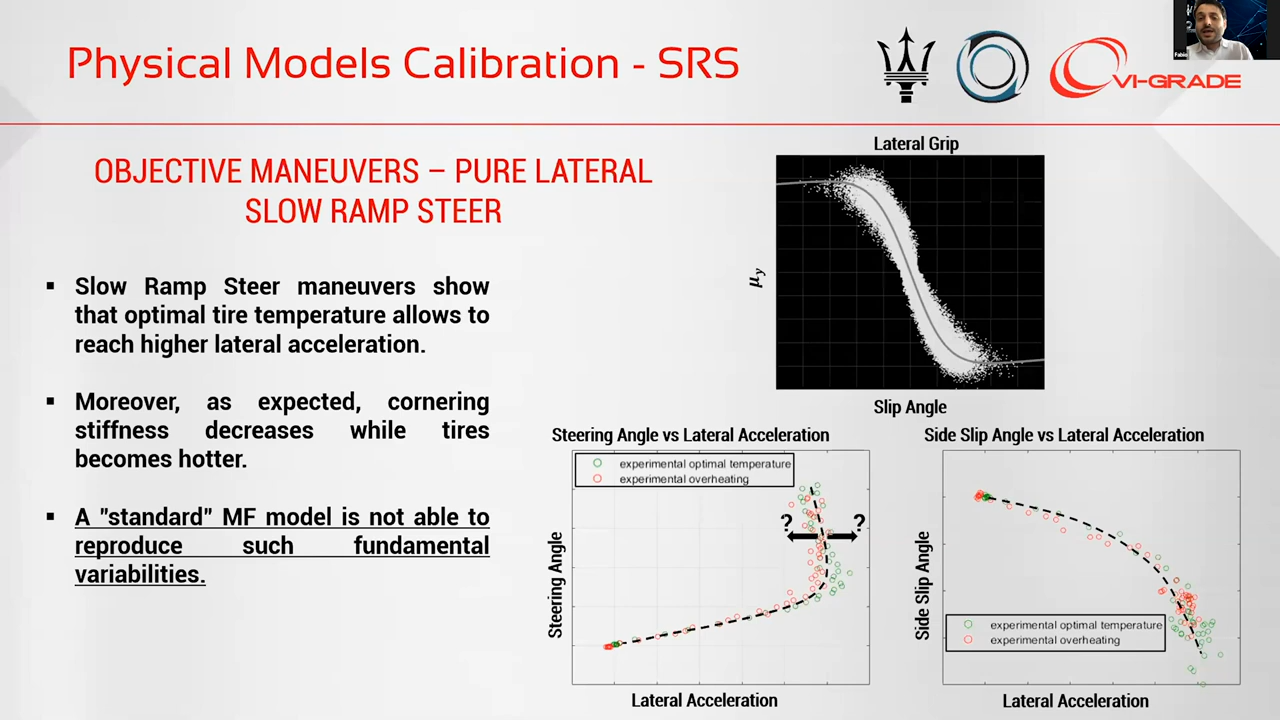 Physical Models Calibration - SRS
VI-GRADE
Fabio
OBJECTIVE MANEUVERS – PURE LATERAL
SLOW RAMP STEER
▪ Slow Ramp Steer maneuvers show
that optimal tire temperature allows to
reach higher lateral acceleration.
▪ Moreover, as expected, cornering
stiffness decreases while tires
becomes hotter.
▪ A "standard" MF model is not able to
reproduce such fundamental
variabilities.
Lateral Grip
μy
Slip Angle
Steering Angle vs Lateral Acceleration
experimental optimal temperature
experimental overheating
? ?
Steering Angle
Lateral Acceleration
Side Slip Angle vs Lateral Acceleration
Side Slip Angle
experimental optimal temperature
experimental overheating
Lateral Acceleration